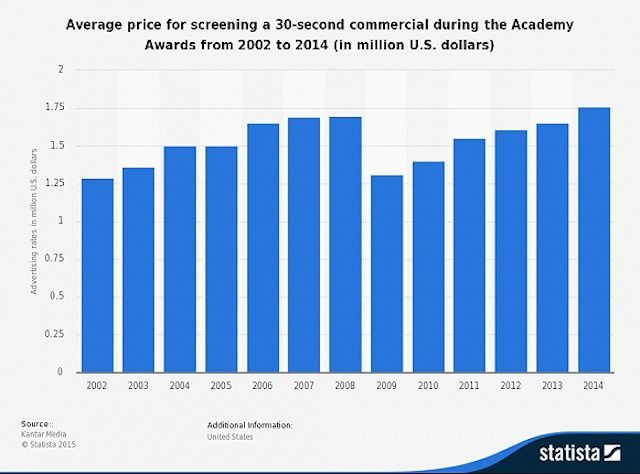 Average price for screening a 30-second commercial during the Academy
Awards from 2002 to 2014 (in million U.S. dollars)
Advertising rates in million U.S. dollars
2
1.75
1.5
1.25
1
0.75
0.5
0.25
0
2002 2003 2004 2005 2006 2007 2008 2009 2010 2011 2012 2013 2014
Source::
Kantar Media
© Statista 2015
Additional Information:
United States
statista